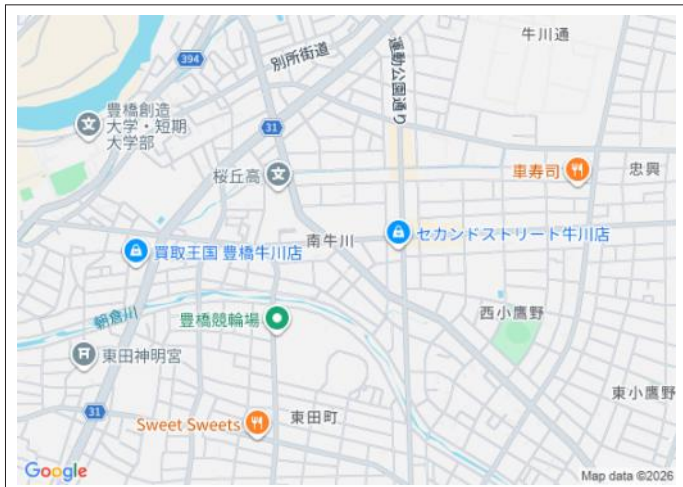 牛川通
別所街道
394
運動公園通り
豊橋創造
大学・短期
大学部
31
桜丘高
車寿司
忠興
南牛川
セカンドストリート牛川店
買取王国 豊橋牛川店
朝倉川
豊橋競輪場
西小鷹野
東田神明宮
東小鷹野
31
Sweet Sweets
東田町
Google
Map data ©2026